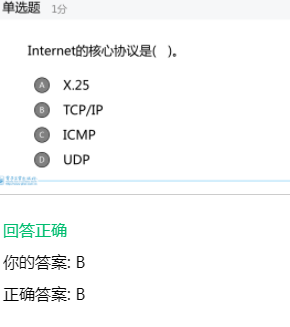 单选题 1分
Internet的核心协议是( )。
A X.25
B TCP/IP
C ICMP
D UDP
回答正确
你的答案: B
正确答案: B